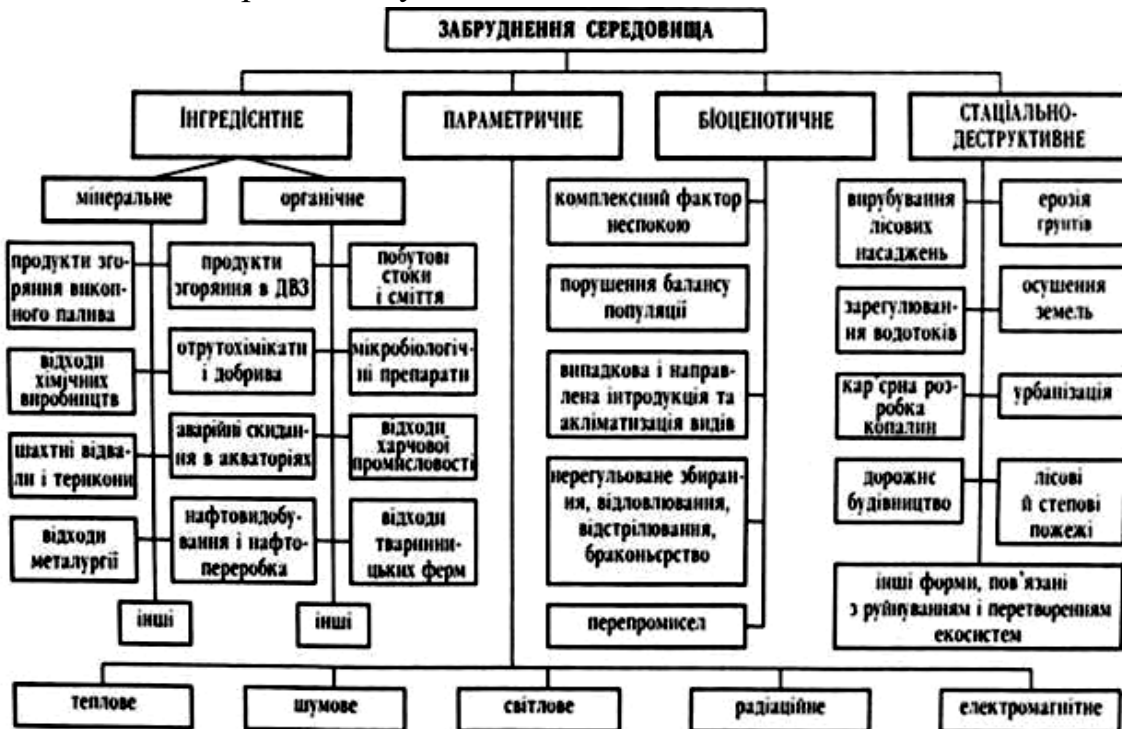 ЗАБРУДНЕННЯ СЕРЕДОВИЩА
ІНГРЕДІЄНТНЕ
ПАРАМЕТРИЧНЕ
БІОЦЕНОТИЧНЕ
СТАЦІАЛЬНО-
ДЕСТРУКТИВНЕ
мінеральне
органічне
продукти зго-
ряння викоп-
ного палива
відходи
хімічних
виробництв
шахтні відва-
ли і терикони
відходи
металургії
інші
продукти
згоряння в ДВЗ
отрутохімікати
і добрива
аварійні скидан-
ня в акваторіях
нафтовидобу-
вання і нафто-
переробка
побутові
стоки
і сміття
мікробіологіч-
ні препарати
відходи
харчової
промисловості
відходи
тваринни-
цьких ферм
інші
комплексний фактор
неспокою
порушення балансу
популяції
випадкова і направ-
лена інтродукція та
акліматизація видів
нерегульоване збиран-
ня, відловлювання,
відстрілювання,
браконьєрство
перепромисел
вирубування
лісових
насаджень
зарегулюван-
ня водотоків
кар'єрна роз-
робка
копалин
дорожнє
будівництво
ерозія
грунтів
осушення
земель
урбанізація
лісові
й степові
пожежі
інші форми, пов'язані
з руйнуванням і перетворенням
екосистем
теплове
шумове
світлове
радіаційне
електромагнітне